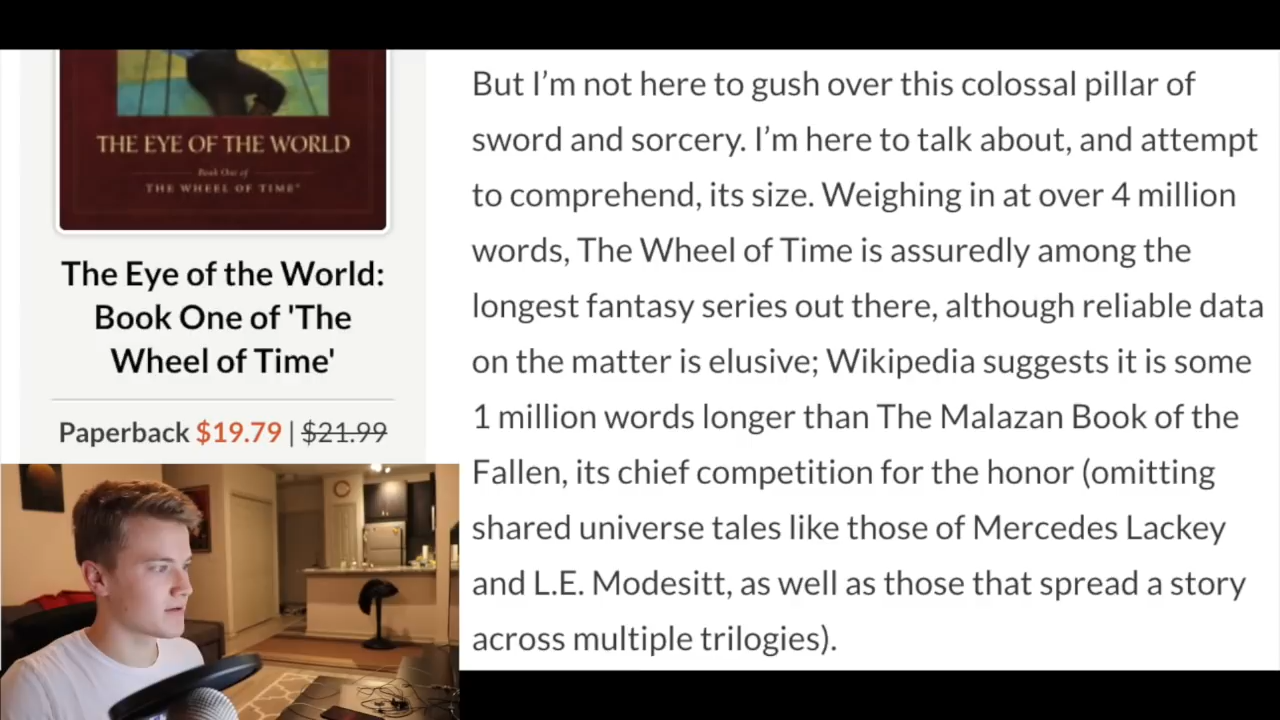 THE EYE OF THE WORLD
Book One of
THE WHEEL OF TIME®
The Eye of the World:
Book One of 'The
Wheel of Time'
Paperback $19.79 | $21.99
But I’m not here to gush over this colossal pillar of
sword and sorcery. I’m here to talk about, and attempt
to comprehend, its size. Weighing in at over 4 million
words, The Wheel of Time is assuredly among the
longest fantasy series out there, although reliable data
on the matter is elusive; Wikipedia suggests it is some
1 million words longer than The Malazan Book of the
Fallen, its chief competition for the honor (omitting
shared universe tales like those of Mercedes Lackey
and L.E. Modesitt, as well as those that spread a story
across multiple trilogies).